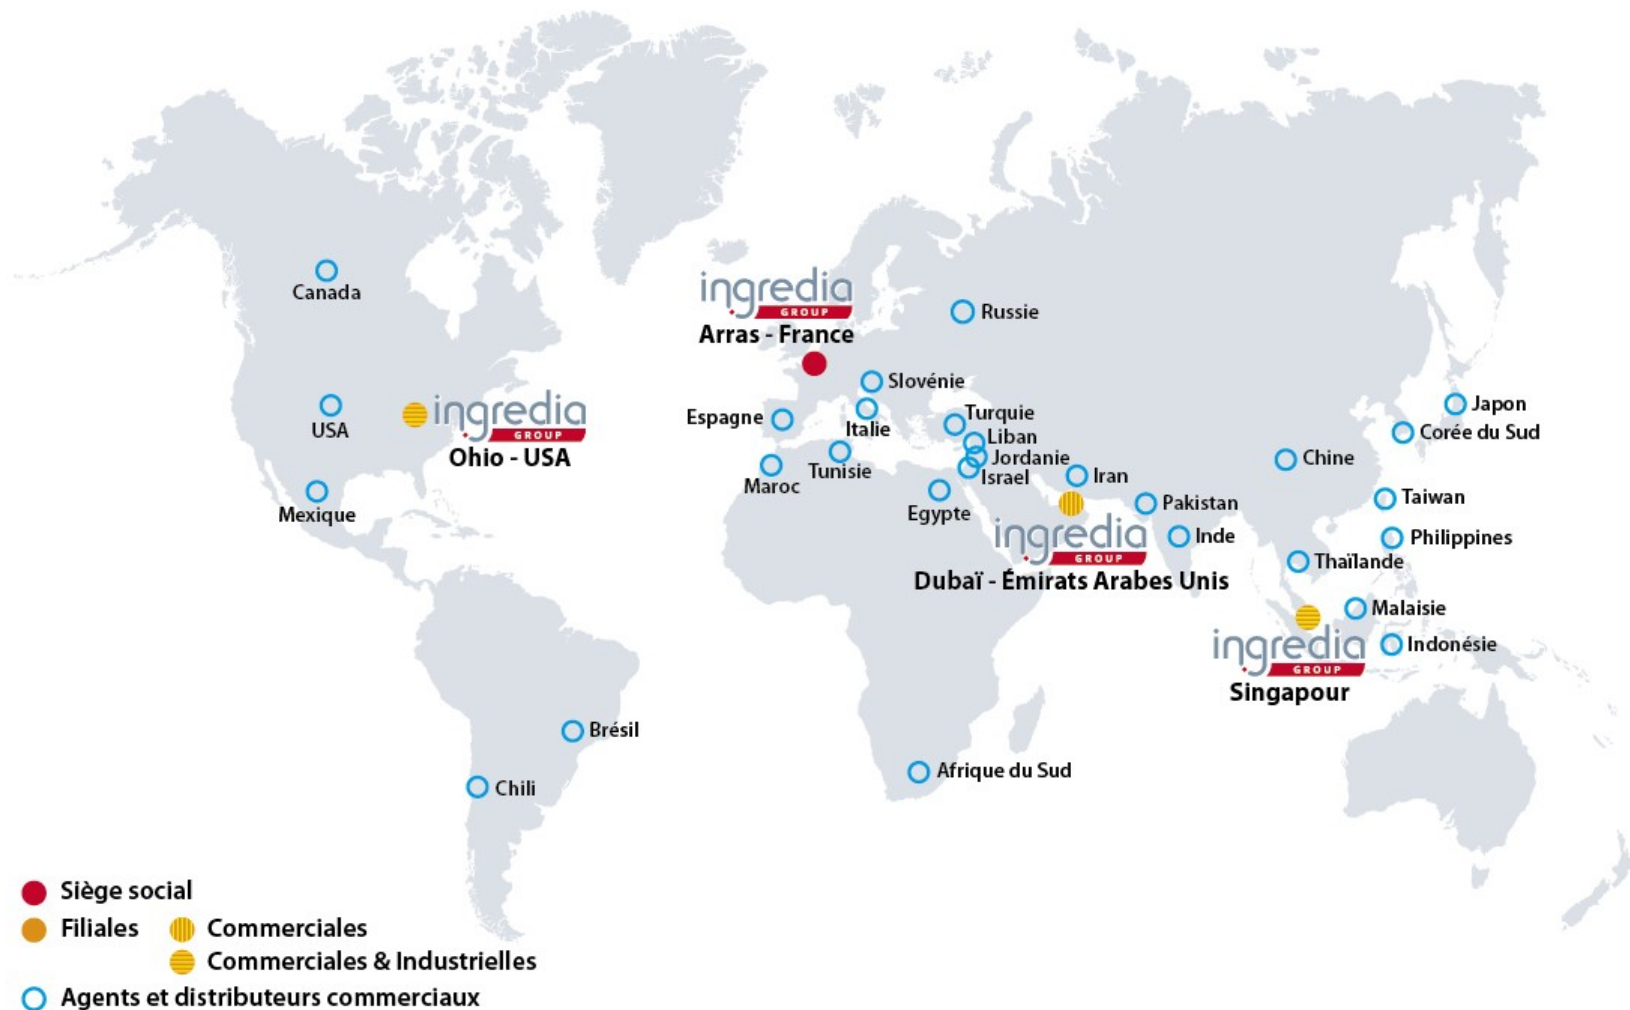 Canada
ingredia
GROUP
Arras - France
Russie
Slovénie
USA
ingredia
GROUP
Ohio - USA
Espagne
Italie
Turquie
Liban
Jordanie
Israel
Japon
Corée du Sud
Chine
Mexique
Maroc
Tunisie
Egypte
Iran
Pakistan
Inde
Taiwan
Philippines
Thaïlande
ingredia
GROUP
Dubaï - Émirats Arabes Unis
Malaisie
Indonésie
ingredia
GROUP
Singapour
Brésil
Chili
Afrique du Sud
Siège social
Filiales
Commerciales
Commerciales & Industrielles
Agents et distributeurs commerciaux